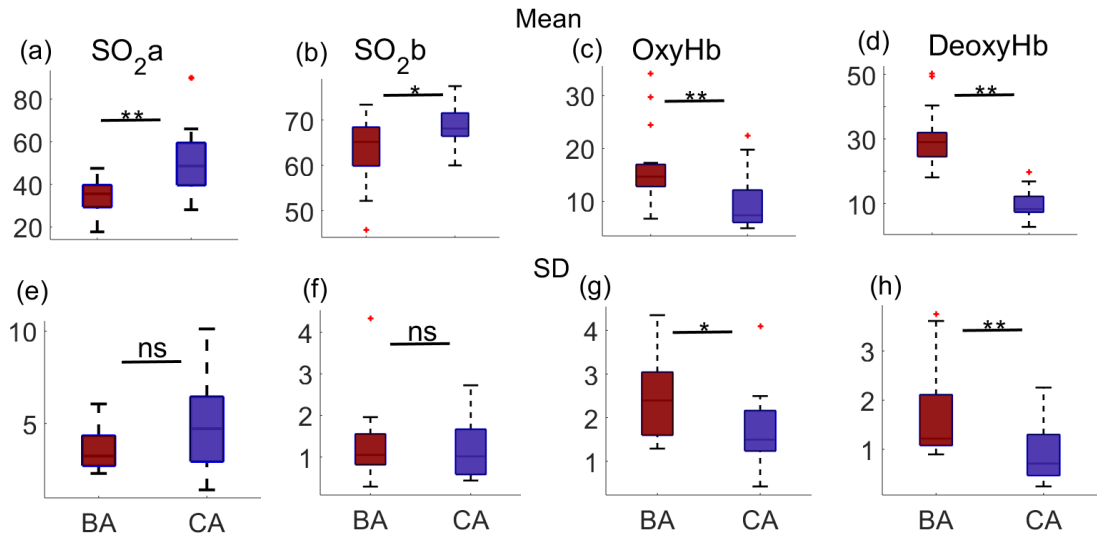 Mean
(a) SO2a
80
60
40
20
**
(b) SO2b
70
60
50
*
(c) OxyHb
30
20
10
**
(d) DeoxyHb
50
30
10
**
SD
(e)
10
5
ns
BA CA
(f)
4
3
2
1
ns
BA CA
(g)
4
3
2
1
*
BA CA
(h)
3
2
1
**
BA CA